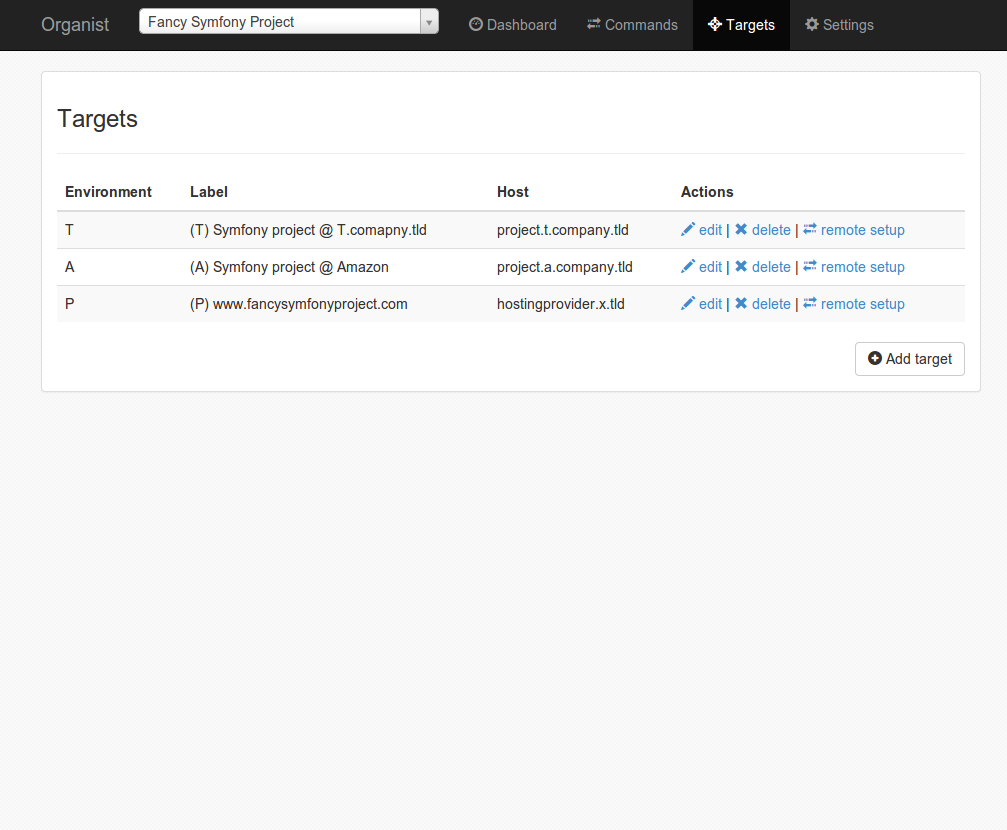 Organist Fancy Symfony Project Dashboard Commands Targets Settings
Targets
Environment Label Host Actions
T (T) Symfony project @ T.comapny.tld project.t.company.tld edit | delete | remote setup
A (A) Symfony project @ Amazon project.a.company.tld edit | delete | remote setup
P (P) www.fancysymfonyproject.com hostingprovider.x.tld edit | delete | remote setup
Add target